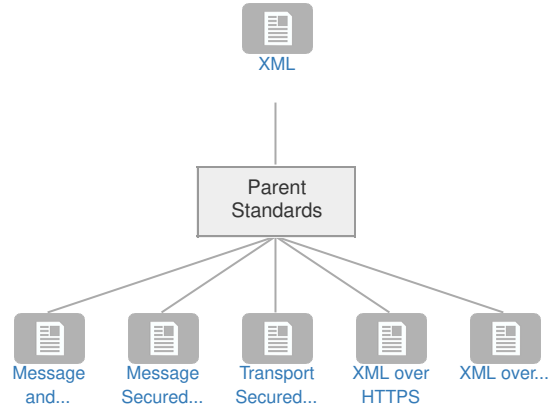 XML
Parent
Standards
Message
and...
Message
Secured...
Transport
Secured...
XML over
HTTPS
XML over...